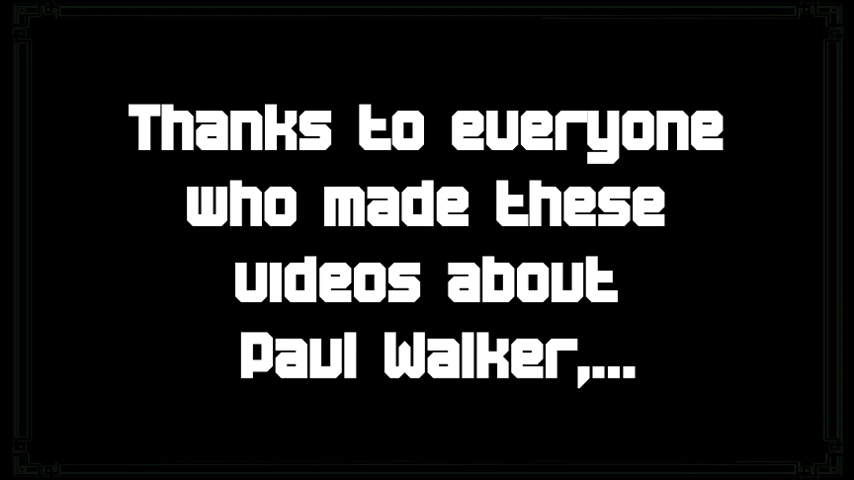 Thanks to everyone
who made these
videos about
Paul Walker,...